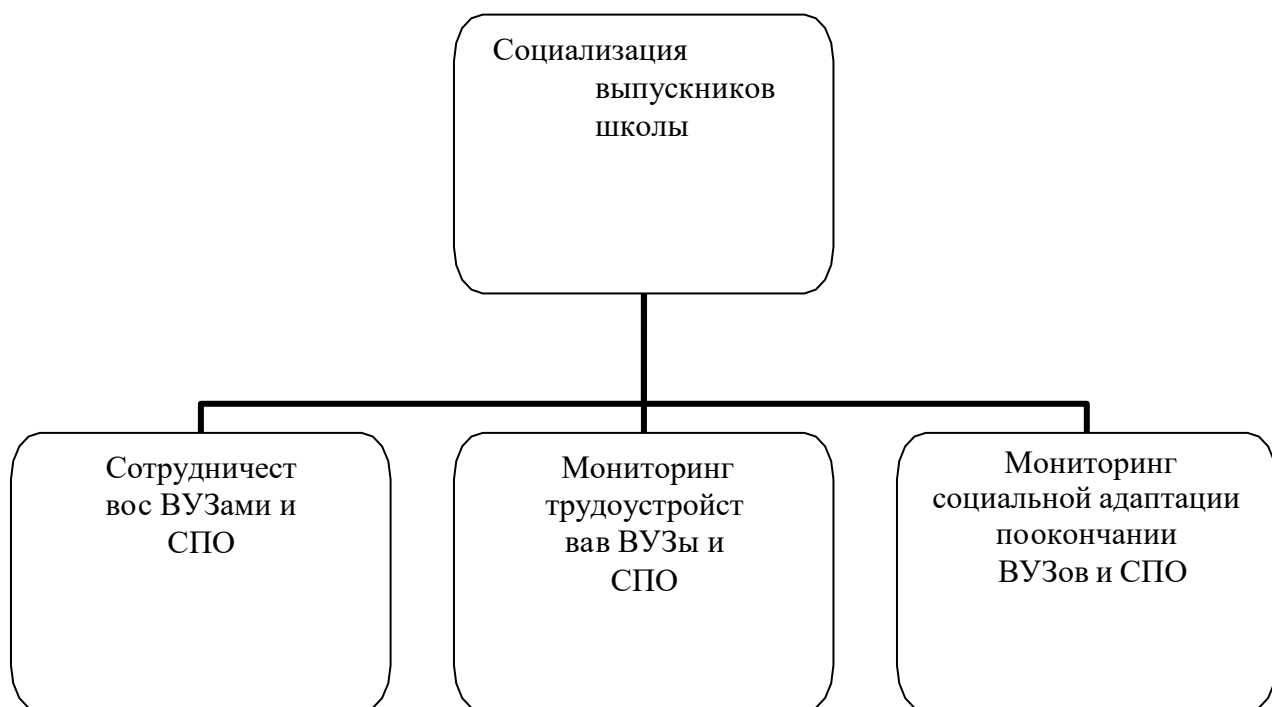 Социализация
выпускников
школы
Сотрудничест
вос ВУЗами и
СПО
Мониторинг
трудоустройст
вав ВУЗы и
СПО
Мониторинг
социальной адаптации
поокончании
ВУЗов и СПО